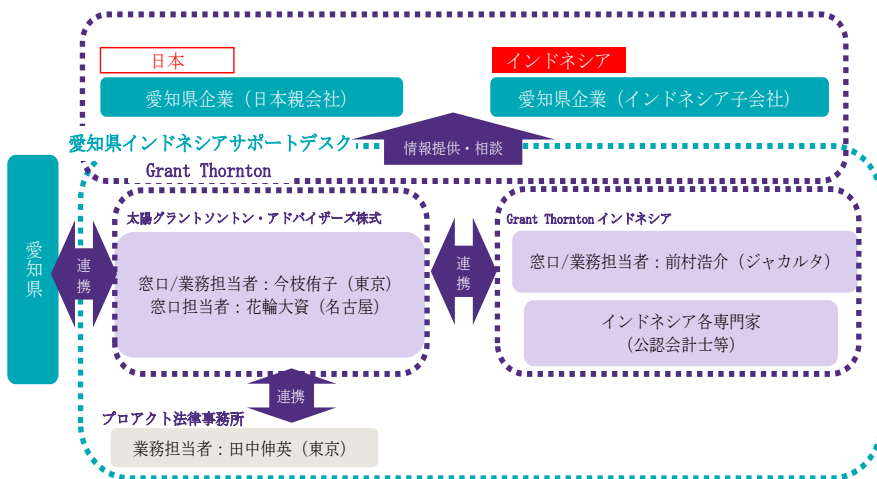 日本
インドネシア
愛知県企業（日本親会社）
愛知県企業（インドネシア子会社）
愛知県インドネシアサポートデスク
情報提供・相談
Grant Thornton
愛知県
連携
太陽グラントソントン・アドバイザーズ株式
窓口/業務担当者：今枝侑子（東京）
窓口担当者：花輪大資（名古屋）
連携
Grant Thornton インドネシア
窓口/業務担当者：前村浩介（ジャカルタ）
インドネシア各専門家
（公認会計士等）
連携
プロアクト法律事務所
業務担当者：田中伸英（東京）